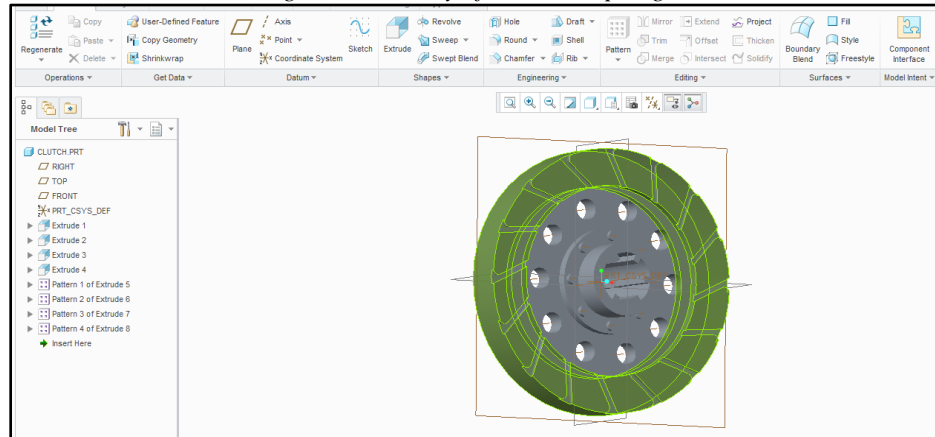 Copy
User-Defined Feature
Axis
Revolve
Hole
Draft
Mirror
Extend
Project
Fill
Paste
Copy Geometry
Point
Sweep
Round
Shell
Trim
Offset
Thicken
Style
Regenerate
Delete
Shrinkwrap
Plane
Coordinate System
Sketch
Extrude
Swept Blend
Chamfer
Rib
Pattern
Merge
Intersect
Solidify
Boundary
Blend
Freestyle
Component
Interface
Operations
Get Data
Datum
Shapes
Engineering
Editing
Surfaces
Model Intent
Model Tree
CLUTCH.PRT
RIGHT
TOP
FRONT
PRT_CSYS_DEF
Extrude 1
Extrude 2
Extrude 3
Extrude 4
Pattern 1 of Extrude 5
Pattern 2 of Extrude 6
Pattern 3 of Extrude 7
Pattern 4 of Extrude 8
Insert Here